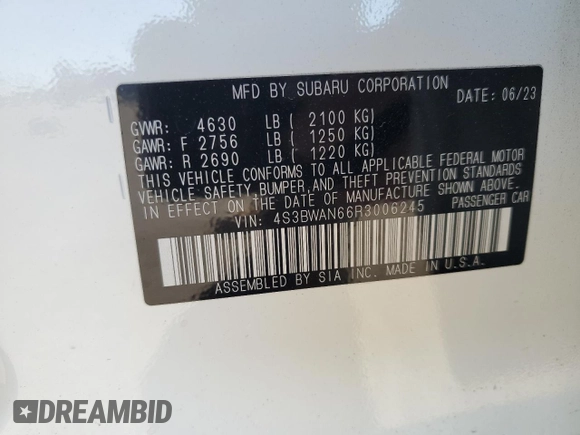 MFD BY SUBARU CORPORATION
DATE: 06/23
GVWR: 4630 LB ( 2100 KG)
GAWR: F 2756 LB ( 1250 KG)
GAWR: R 2690 LB ( 1220 KG)
THIS VEHICLE CONFORMS TO ALL APPLICABLE FEDERAL MOTOR
VEHICLE SAFETY, BUMPER, AND THEFT PREVENTION STANDARDS
IN EFFECT ON THE DATE OF MANUFACTURE SHOWN ABOVE.
VIN: 4S3BWAN66R3006245 PASSENGER CAR
ASSEMBLED BY SIA INC. MADE IN U.S.A.
DREAMBID